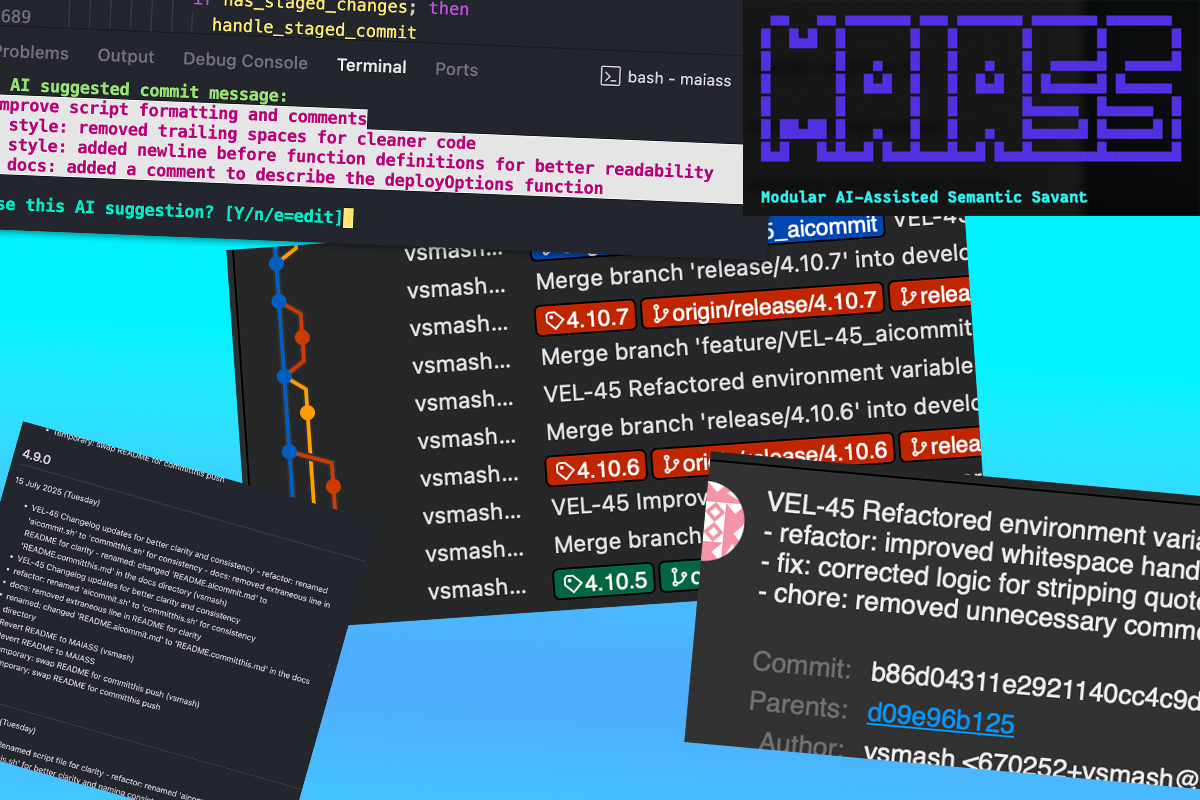 689
if has_staged_changes; then
handle_staged_commit
Problems Output Debug Console Terminal Ports
bash - maiass
AI suggested commit message:
mprove script formatting and comments
style: removed trailing spaces for cleaner code
style: added newline before function definitions for better readability
docs: added a comment to describe the deployOptions function
se this AI suggestion? [Y/n/e=edit]
MAIASS
Modular AI-Assisted Semantic Savant
vsmash... 5_aicommit VEL-45
vsmash... Merge branch 'release/4.10.7' into develo
vsmash... 4.10.7 origin/release/4.10.7 relea
vsmash... Merge branch 'feature/VEL-45_aicommit
vsmash... VEL-45 Refactored environment variable
vsmash... Merge branch 'release/4.10.6' into develo
vsmash... 4.10.6 ori release/4.10.6 relea
vsmash... VEL-45 Improv
vsmash... Merge branch
vsmash... 4.10.5
Temporary: swap README for committhis push
4.9.0
15 July 2025 (Tuesday)
VEL-45 Changelog updates for better clarity and consistency - refactor: renamed
'aicommit.sh' to 'committhis.sh' for consistency - docs: removed extraneous line in
README for clarity - renamed: changed 'README.aicommit.md' to
'README.committhis.md' in the docs directory (vsmash)
VEL-45 Changelog updates for better clarity and consistency
refactor: renamed 'aicommit.sh' to 'committhis.sh' for consistency
docs: removed extraneous line in README for clarity
renamed: changed 'README.aicommit.md' to 'README.committhis.md' in the docs
directory
Revert README to MAIASS (vsmash)
evert README to MAIASS
mporary: swap README for committhis push (vsmash)
mporary: swap README for committhis push
(Tuesday)
enamed script file for clarity - refactor: renamed 'aicom
is.sh' for better clarity and naming consist
VEL-45 Refactored environment varia
- refactor: improved whitespace hand
- fix: corrected logic for stripping quote
- chore: removed unnecessary comme
Commit: b86d04311e2921140cc4c9d
Parents: d09e96b125
Author: vsmash <670252+vsmash@